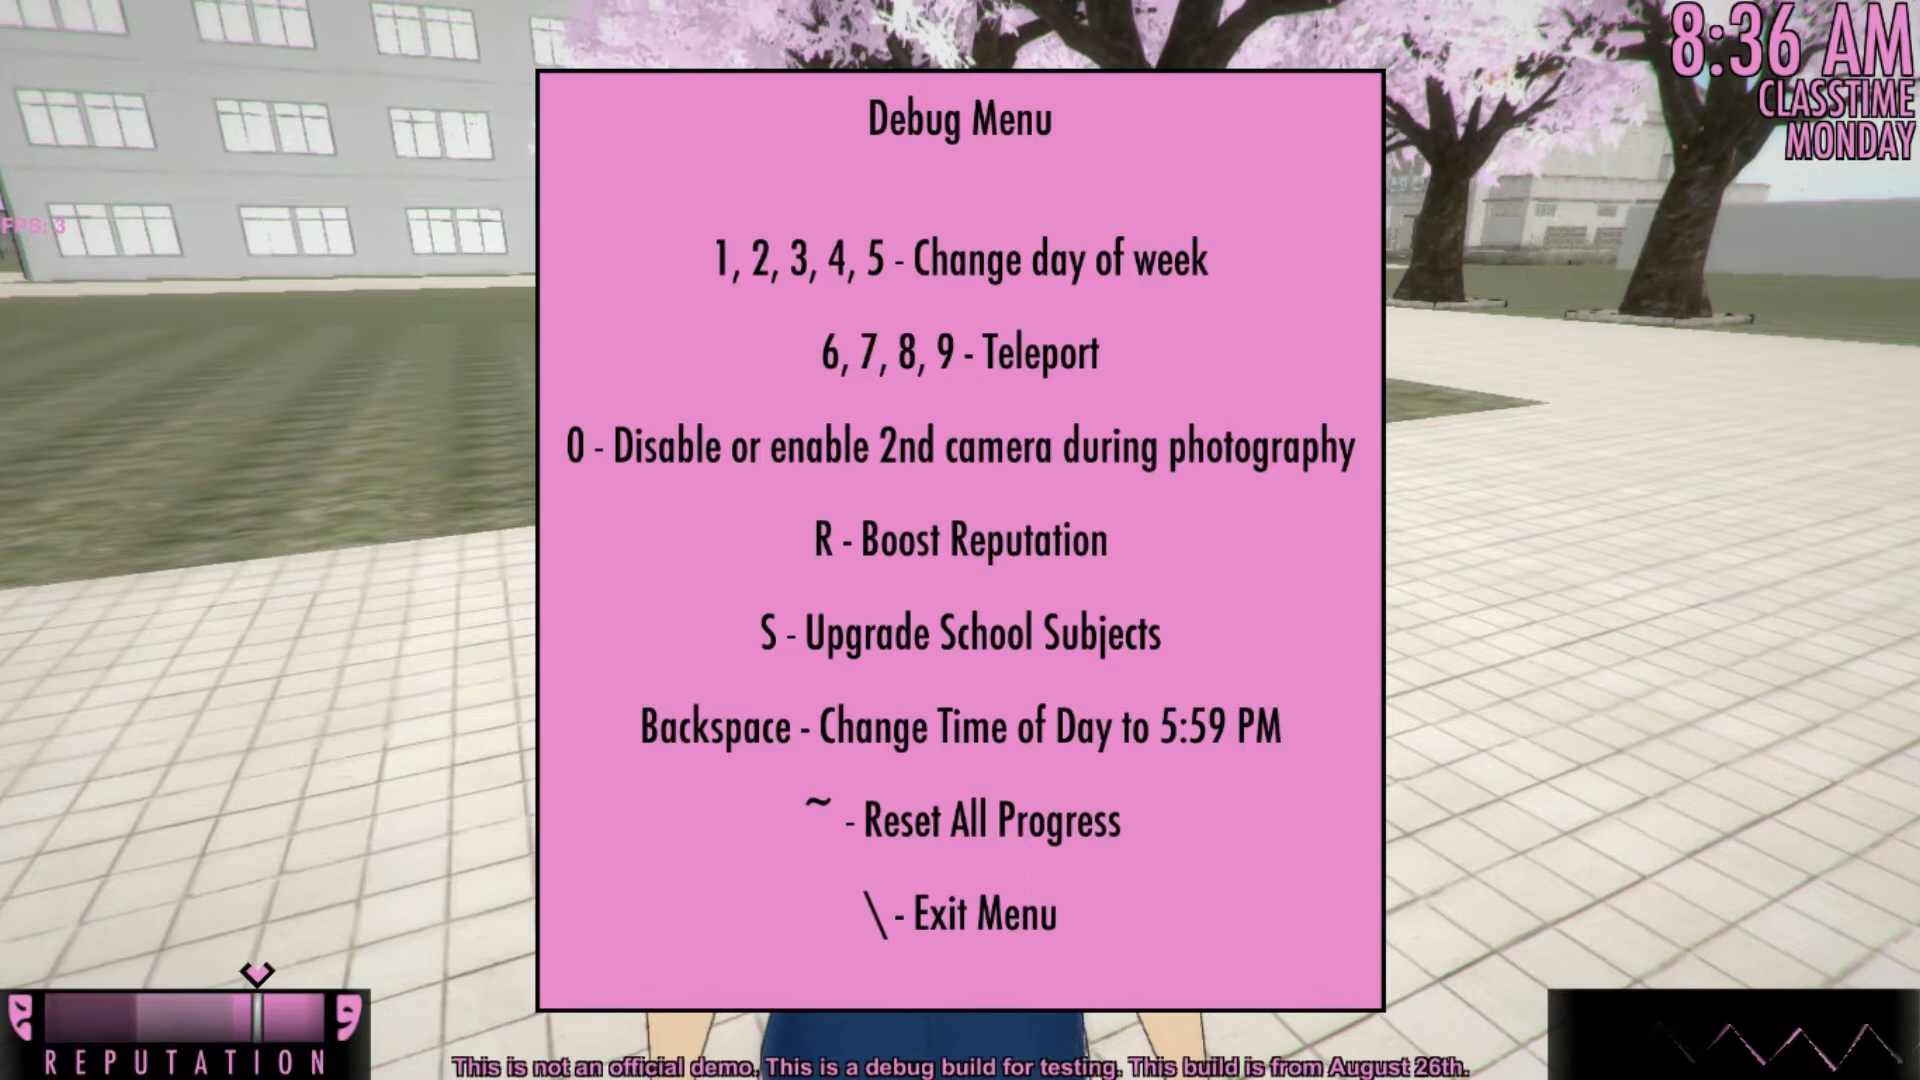 8:36 AM
CLASSTIME
MONDAY
FPS: 3
Debug Menu
1, 2, 3, 4, 5 - Change day of week
6, 7, 8, 9 - Teleport
0 - Disable or enable 2nd camera during photography
R - Boost Reputation
S - Upgrade School Subjects
Backspace - Change Time of Day to 5:59 PM
~ - Reset All Progress
\ - Exit Menu
REPUTATION
This is not an official demo. This is a debug build for testing. This build is from August 26th.